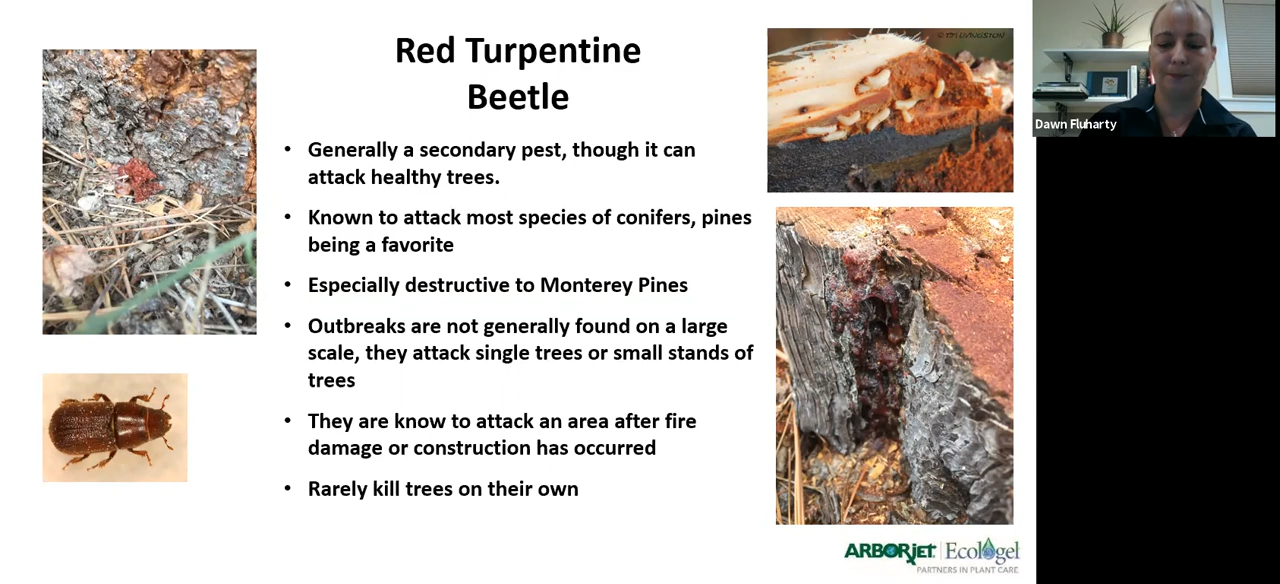 Red Turpentine
Beetle
• Generally a secondary pest, though it can
attack healthy trees.
• Known to attack most species of conifers, pines
being a favorite
• Especially destructive to Monterey Pines
• Outbreaks are not generally found on a large
scale, they attack single trees or small stands of
trees
• They are know to attack an area after fire
damage or construction has occurred
• Rarely kill trees on their own
Dawn Fluharty
ARBORjet | Ecologel
PARTNERS IN PLANT CARE